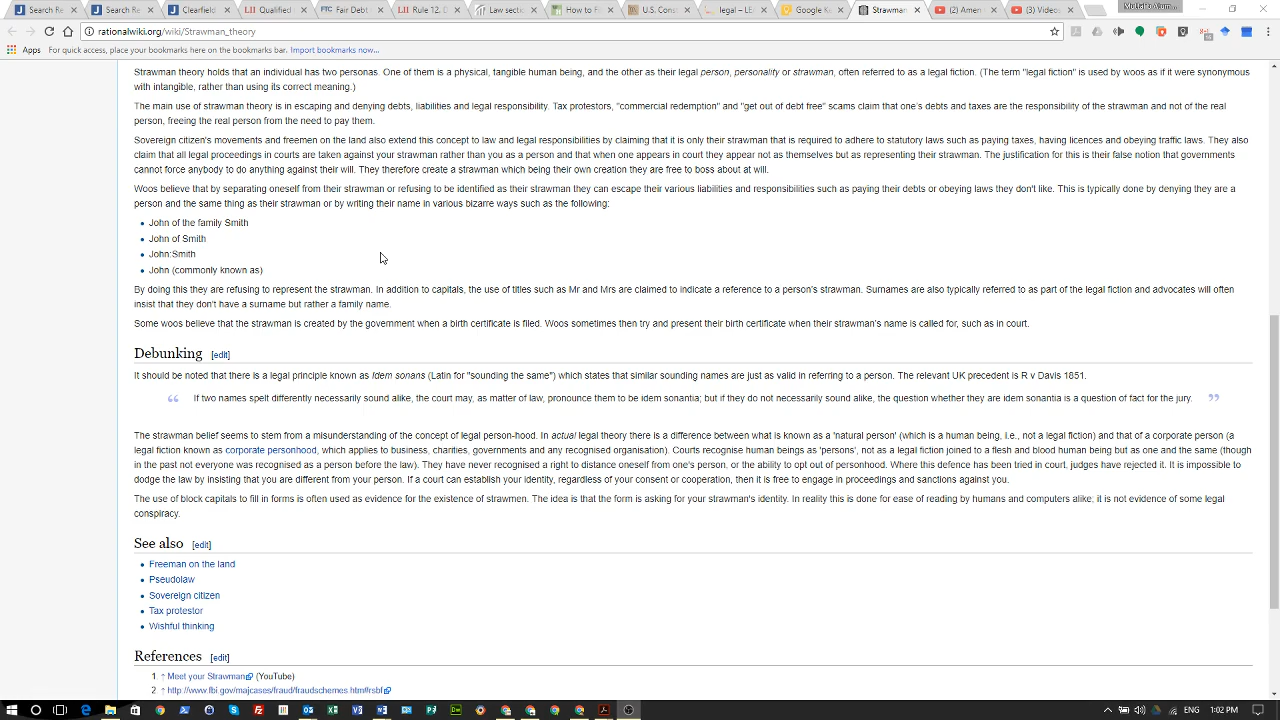 Search Re
Search Re
Clearfield
Qualified
Fair Debt
Rule 12. D
Law secti
How to F
U.S. Cons
legal – LE
Google Ke
Strawman
(2) Amen
(3) Videos
rationalwiki.org/wiki/Strawman_theory
Apps For quick access, place your bookmarks here on the bookmarks bar. Import bookmarks now...
Strawman theory holds that an individual has two personas. One of them is a physical, tangible human being, and the other as their legal person, personality or strawman, often referred to as a legal fiction. (The term "legal fiction" is used by woos as if it were synonymous
with intangible, rather than using its correct meaning.)
The main use of strawman theory is in escaping and denying debts, liabilities and legal responsibility. Tax protestors, "commercial redemption" and "get out of debt free" scams claim that one's debts and taxes are the responsibility of the strawman and not of the real
person, freeing the real person from the need to pay them.
Sovereign citizen's movements and freemen on the land also extend this concept to law and legal responsibilities by claiming that it is only their strawman that is required to adhere to statutory laws such as paying taxes, having licences and obeying traffic laws. They also
claim that all legal proceedings in courts are taken against your strawman rather than you as a person and that when one appears in court they appear not as themselves but as representing their strawman. The justification for this is their false notion that governments
cannot force anybody to do anything against their will. They therefore create a strawman which being their own creation they are free to boss about at will.
Woos believe that by separating oneself from their strawman or refusing to be identified as their strawman they can escape their various liabilities and responsibilities such as paying their debts or obeying laws they don't like. This is typically done by denying they are a
person and the same thing as their strawman or by writing their name in various bizarre ways such as the following:
• John of the family Smith
• John of Smith
• John:Smith
• John (commonly known as)
By doing this they are refusing to represent the strawman. In addition to capitals, the use of titles such as Mr and Mrs are claimed to indicate a reference to a person's strawman. Surnames are also typically referred to as part of the legal fiction and advocates will often
insist that they don't have a surname but rather a family name.
Some woos believe that the strawman is created by the government when a birth certificate is filed. Woos sometimes then try and present their birth certificate when their strawman's name is called for, such as in court.
Debunking [edit]
It should be noted that there is a legal principle known as Idem sonans (Latin for "sounding the same") which states that similar sounding names are just as valid in referring to a person. The relevant UK precedent is R v Davis 1851.
“ If two names spelt differently necessarily sound alike, the court may, as matter of law, pronounce them to be idem sonantia; but if they do not necessarily sound alike, the question whether they are idem sonantia is a question of fact for the jury. ”
The strawman belief seems to stem from a misunderstanding of the concept of legal person-hood. In actual legal theory there is a difference between what is known as a 'natural person' (which is a human being, i.e., not a legal fiction) and that of a corporate person (a
legal fiction known as corporate personhood, which applies to business, charities, governments and any recognised organisation). Courts recognise human beings as 'persons', not as a legal fiction joined to a flesh and blood human being but as one and the same (though
in the past not everyone was recognised as a person before the law). They have never recognised a right to distance oneself from one's person, or the ability to opt out of personhood. Where this defence has been tried in court, judges have rejected it. It is impossible to
dodge the law by insisting that you are different from your person. If a court can establish your identity, regardless of your consent or cooperation, then it is free to engage in proceedings and sanctions against you.
The use of block capitals to fill in forms is often used as evidence for the existence of strawmen. The idea is that the form is asking for your strawman's identity. In reality this is done for ease of reading by humans and computers alike; it is not evidence of some legal
conspiracy.
See also [edit]
• Freeman on the land
• Pseudolaw
• Sovereign citizen
• Tax protestor
• Wishful thinking
References [edit]
1. ↑ Meet your Strawman (YouTube)
2. ↑ http://www.fbi.gov/majcases/fraud/fraudschemes.htm#rsbf
ENG 1:02 PM